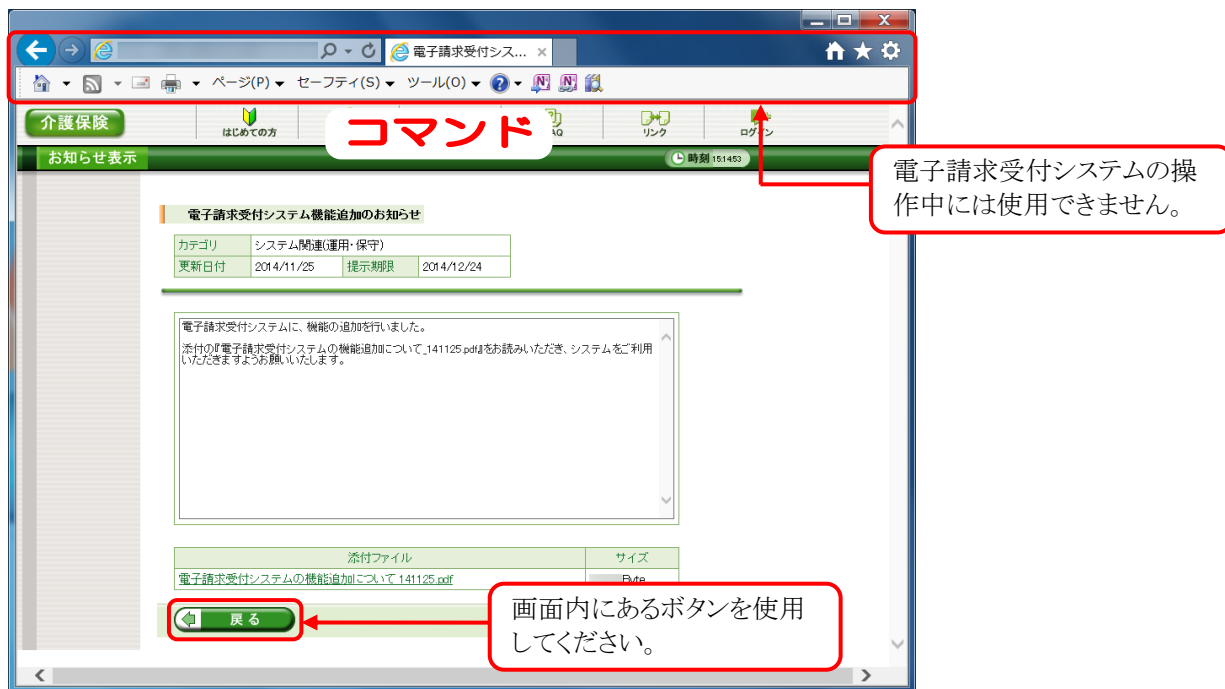 電子請求受付シス... ×
ページ(P) セーフティ(S) ツール(O)
介護保険
はじめての方
コマンド
AQ
リンク
ログイン
お知らせ表示
時刻 15:14:53
電子請求受付システムの操
作中には使用できません。
電子請求受付システム機能追加のお知らせ
カテゴリ システム関連(運用・保守)
更新日付 2014/11/25 提示期限 2014/12/24
電子請求受付システムに、機能の追加を行いました。
添付の『電子請求受付システムの機能追加について_141125.pdf』をお読みいただき、システムをご利用
いただきますようお願いいたします。
添付ファイル サイズ
電子請求受付システムの機能追加について 141125.pdf Byte
戻る
画面内にあるボタンを使用
してください。